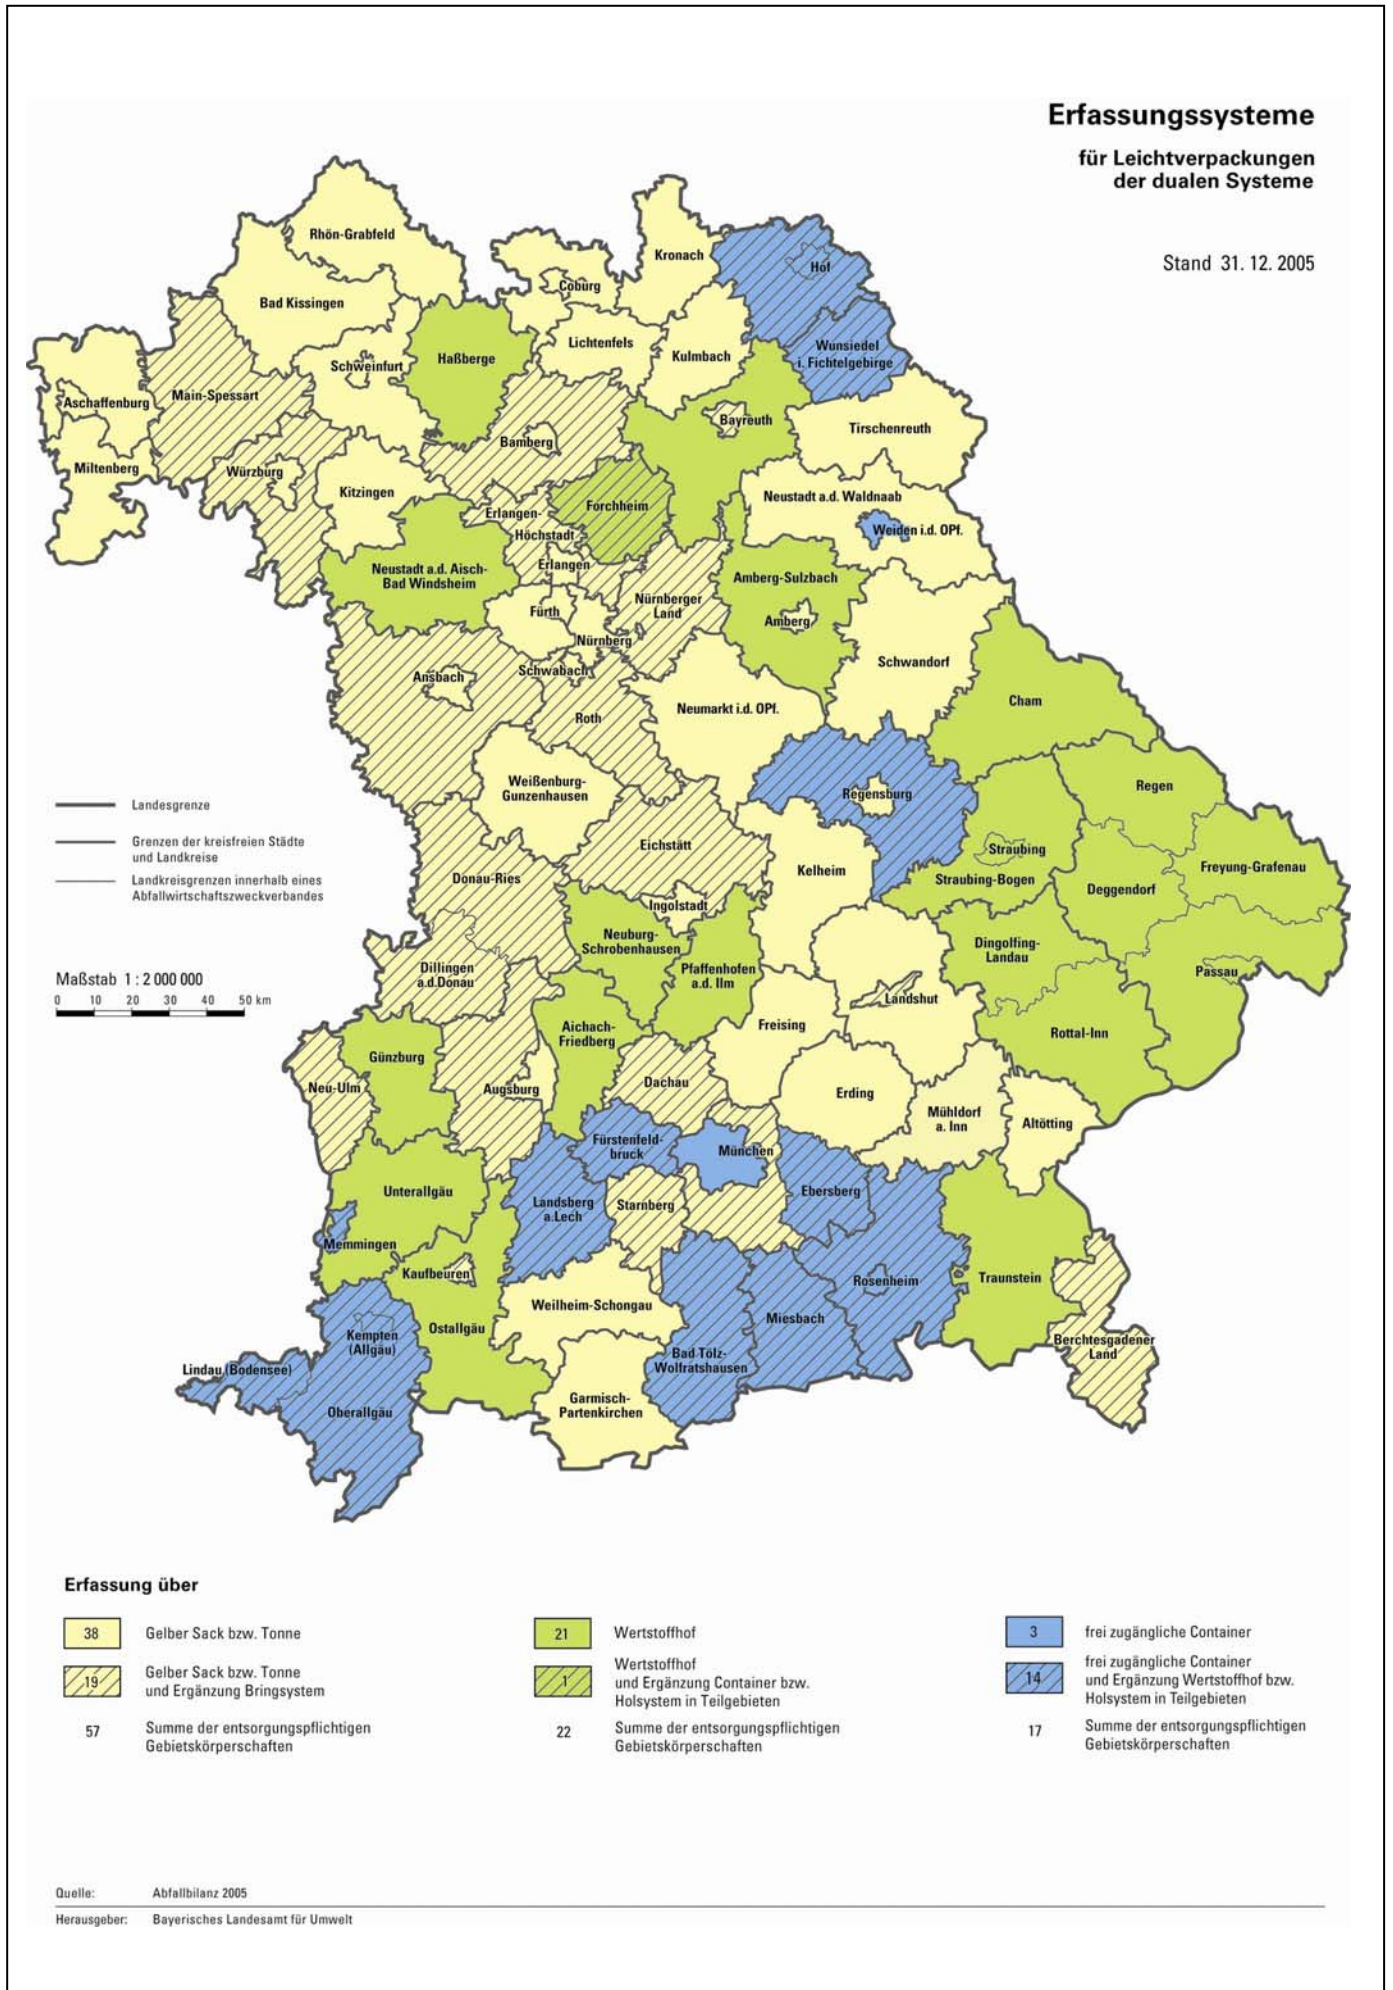 Erfassungssysteme
für Leichtverpackungen
der dualen Systeme
Stand 31. 12. 2005
Rhön-Grabfeld
Kronach
Hof
Coburg
Bad Kissingen
Lichtenfels
Wunsiedel
i. Fichtelgebirge
Kulmbach
Haßberge
Schweinfurt
Main-Spessart
Aschaffenburg
Bayreuth
Tirschenreuth
Bamberg
Miltenberg
Würzburg
Kitzingen
Neustadt a.d. Waldnaab
Forchheim
Erlangen-
Höchstadt
Weiden i.d. OPf.
Erlangen
Neustadt a.d. Aisch-
Bad Windsheim
Amberg-Sulzbach
Nürnberger
Land
Fürth
Amberg
Nürnberg
Schwandorf
Schwabach
Ansbach
Cham
Neumarkt i.d. OPf.
Roth
Weißenburg-
Gunzenhausen
Regen
Regensburg
Landesgrenze
Grenzen der kreisfreien Städte
und Landkreise
Landkreisgrenzen innerhalb eines
Abfallwirtschaftszweckverbandes
Eichstätt
Straubing
Kelheim
Freyung-Grafenau
Donau-Ries
Straubing-Bogen
Deggendorf
Ingolstadt
Neuburg-
Schrobenhausen
Dingolfing-
Landau
Pfaffenhofen
a.d. Ilm
Dillingen
a.d.Donau
Passau
Maßstab 1 : 2 000 000
0 10 20 30 40 50 km
Landshut
Freising
Aichach-
Friedberg
Rottal-Inn
Günzburg
Neu-Ulm
Augsburg
Dachau
Erding
Mühldorf
a. Inn
Altötting
Fürstenfeld-
bruck
München
Unterallgäu
Landsberg
a.Lech
Starnberg
Ebersberg
Memmingen
Kaufbeuren
Rosenheim
Traunstein
Weilheim-Schongau
Miesbach
Ostallgäu
Kempten
(Allgäu)
Berchtesgadener
Land
Bad Tölz-
Wolfratshausen
Lindau (Bodensee)
Oberallgäu
Garmisch-
Partenkirchen
Erfassung über
38 Gelber Sack bzw. Tonne
19 Gelber Sack bzw. Tonne
und Ergänzung Bringsystem
57 Summe der entsorgungspflichtigen
Gebietskörperschaften
21 Wertstoffhof
1 Wertstoffhof
und Ergänzung Container bzw.
Holsystem in Teilgebieten
22 Summe der entsorgungspflichtigen
Gebietskörperschaften
3 frei zugängliche Container
14 frei zugängliche Container
und Ergänzung Wertstoffhof bzw.
Holsystem in Teilgebieten
17 Summe der entsorgungspflichtigen
Gebietskörperschaften
Quelle: Abfallbilanz 2005
Herausgeber: Bayerisches Landesamt für Umwelt